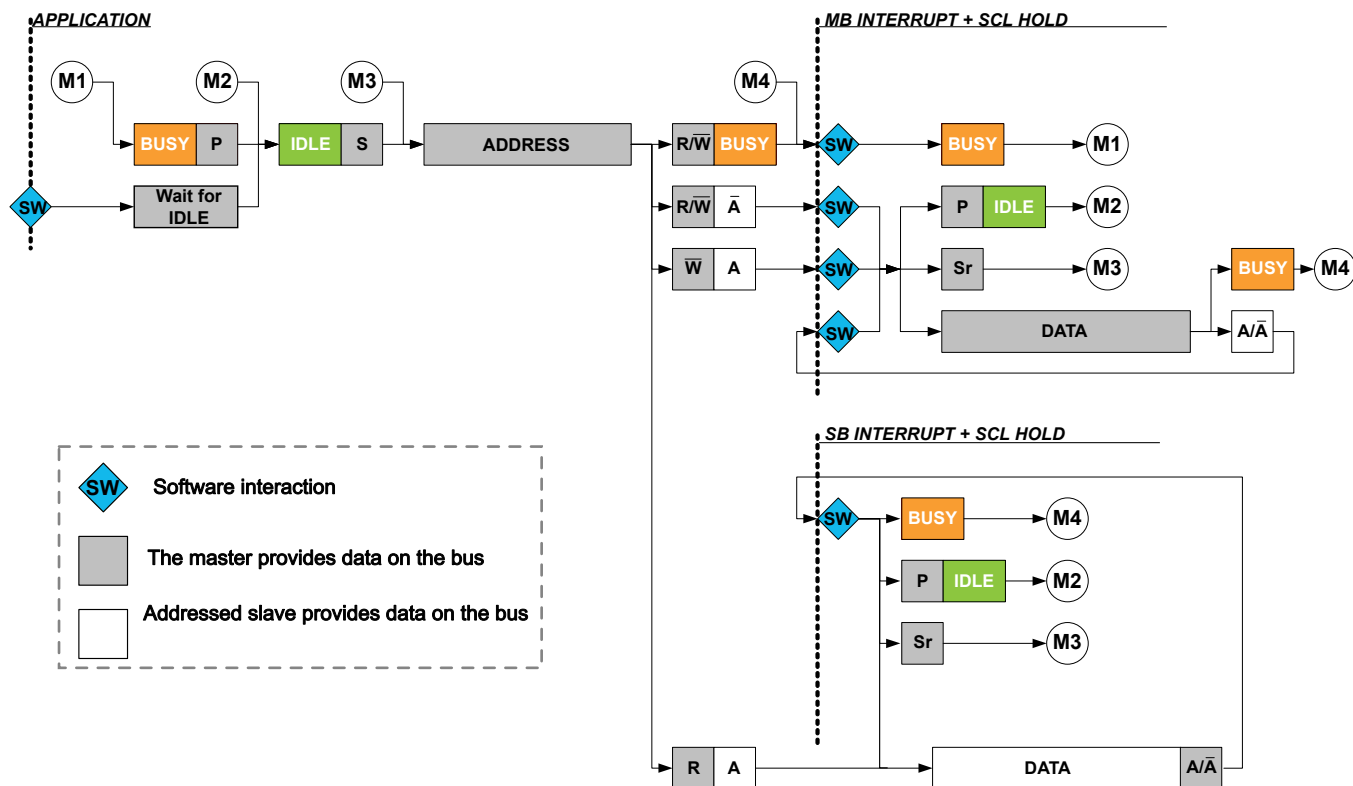 APPLICATION
MB INTERRUPT + SCL HOLD
M1
M2
M3
M4
BUSY P
IDLE S
ADDRESS
R/W̅ BUSY
SW
BUSY
M1
SW
Wait for
IDLE
R/W̅ A̅
SW
P IDLE
M2
W̅ A
SW
Sr
M3
BUSY
M4
SW
DATA
A/A̅
SB INTERRUPT + SCL HOLD
SW
Software interaction
The master provides data on the bus
Addressed slave provides data on the bus
SW
BUSY
M4
P IDLE
M2
Sr
M3
R A
DATA
A/A̅